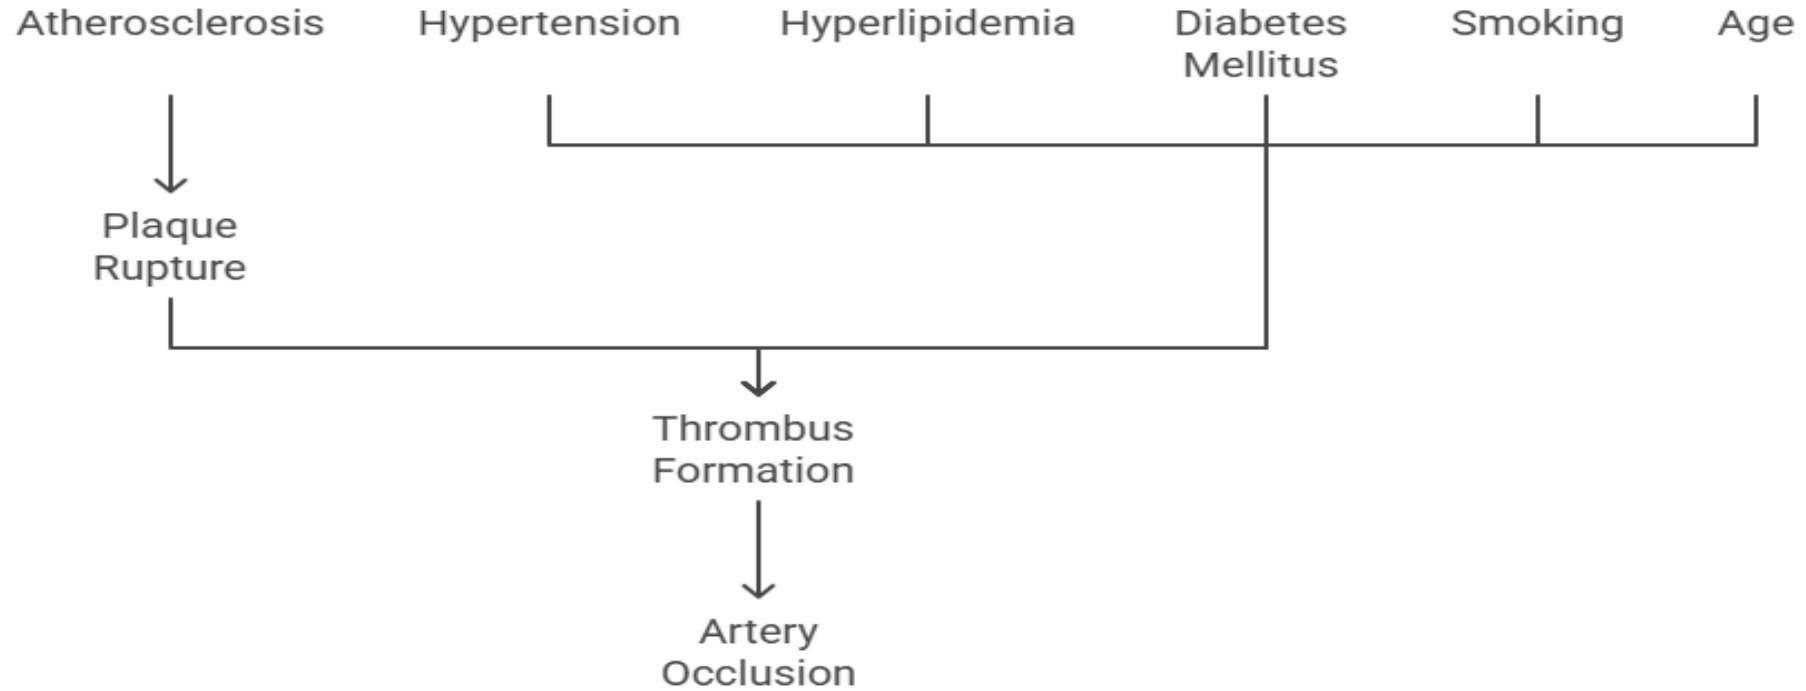 Atherosclerosis
Hypertension
Hyperlipidemia
Diabetes
Mellitus
Smoking
Age
Plaque
Rupture
Thrombus
Formation
Artery
Occlusion